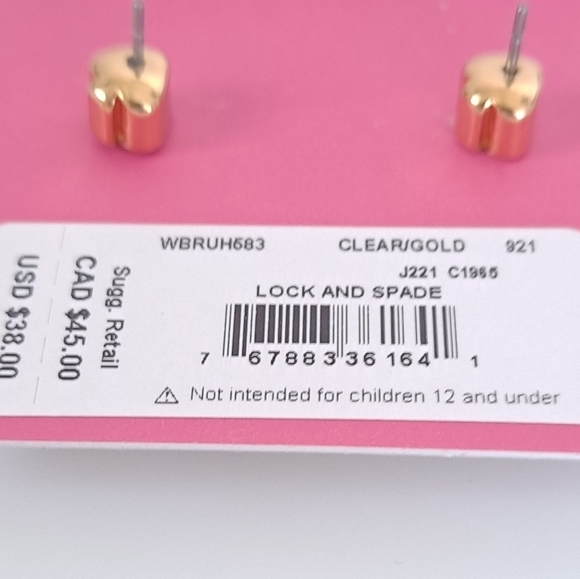 WBRUH683 CLEAR/GOLD 921
J221 C1965
LOCK AND SPADE
7 67883 36164 1
Not intended for children 12 and under
Sugg. Retail
CAD $45.00
USD $38.00